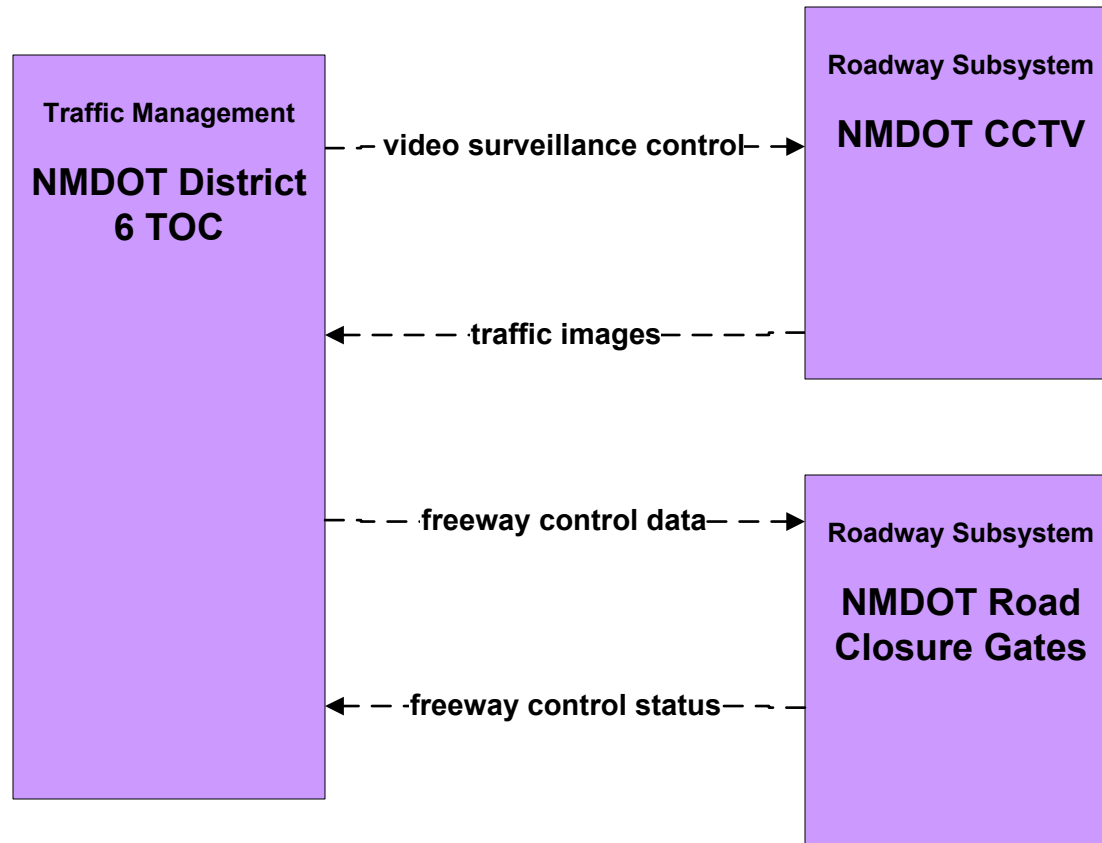 Traffic Management
NMDOT District
6 TOC
video surveillance control
traffic images
freeway control data
freeway control status
Roadway Subsystem
NMDOT CCTV
Roadway Subsystem
NMDOT Road
Closure Gates